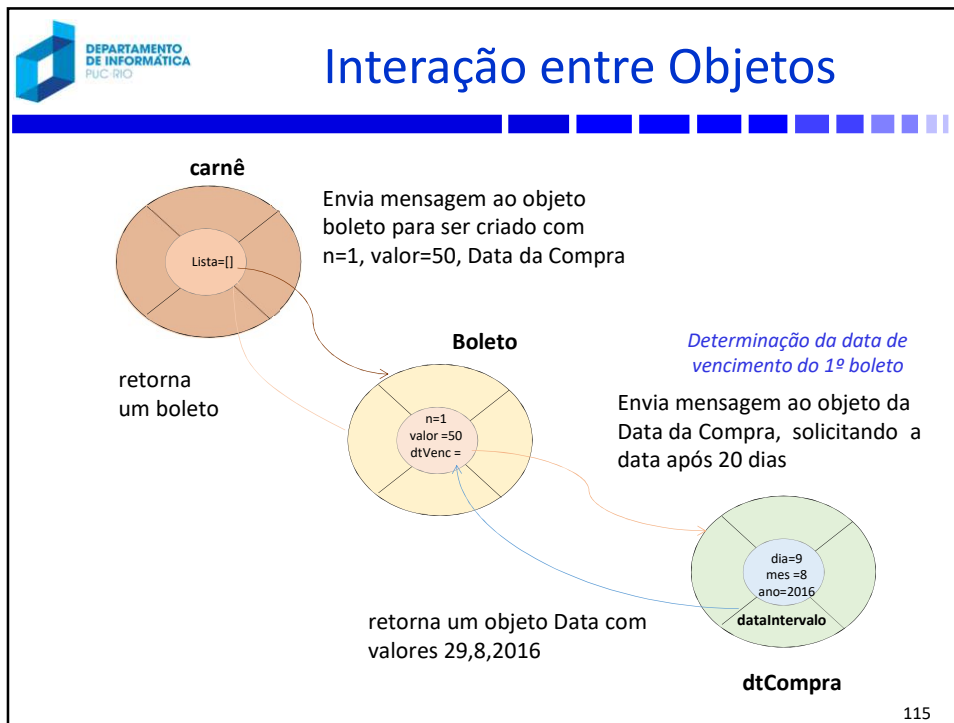 DEPARTAMENTO
DE INFORMÁTICA
PUC-RIO
Interação entre Objetos
carnê
Envia mensagem ao objeto
boleto para ser criado com
n=1, valor=50, Data da Compra
Lista=[]
Boleto
Determinação da data de
vencimento do 1º boleto
retorna
um boleto
Envia mensagem ao objeto da
Data da Compra, solicitando a
data após 20 dias
n=1
valor =50
dtVenc =
dia=9
mes =8
ano=2016
dataIntervalo
retorna um objeto Data com
valores 29,8,2016
dtCompra
115